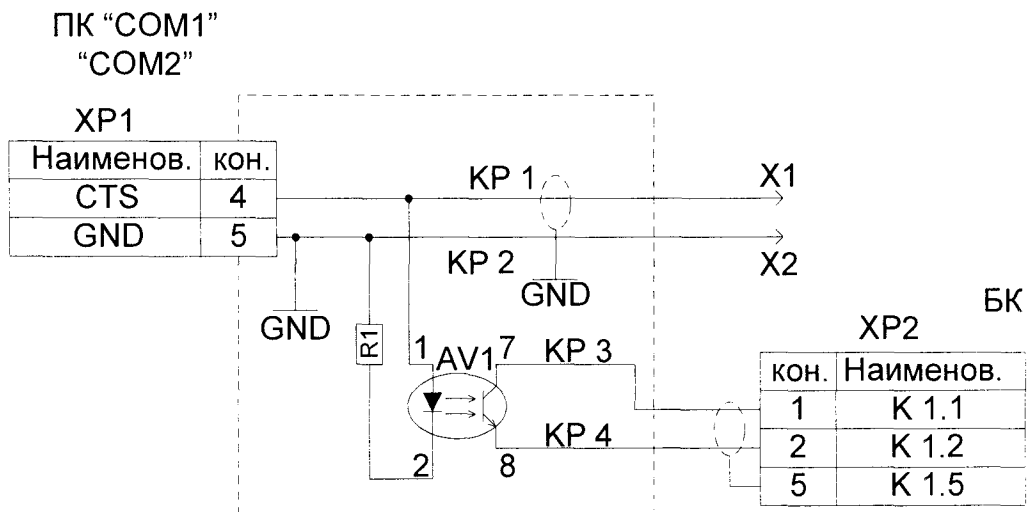 ПК “COM1”
“COM2”
XP1
Наименов. кон.
CTS 4
GND 5
KP 1
X1
KP 2
X2
GND
GND
R1
1 AV1 7
KP 3
KP 4
2 8
БК
XP2
кон. Наименов.
1 K 1.1
2 K 1.2
5 K 1.5